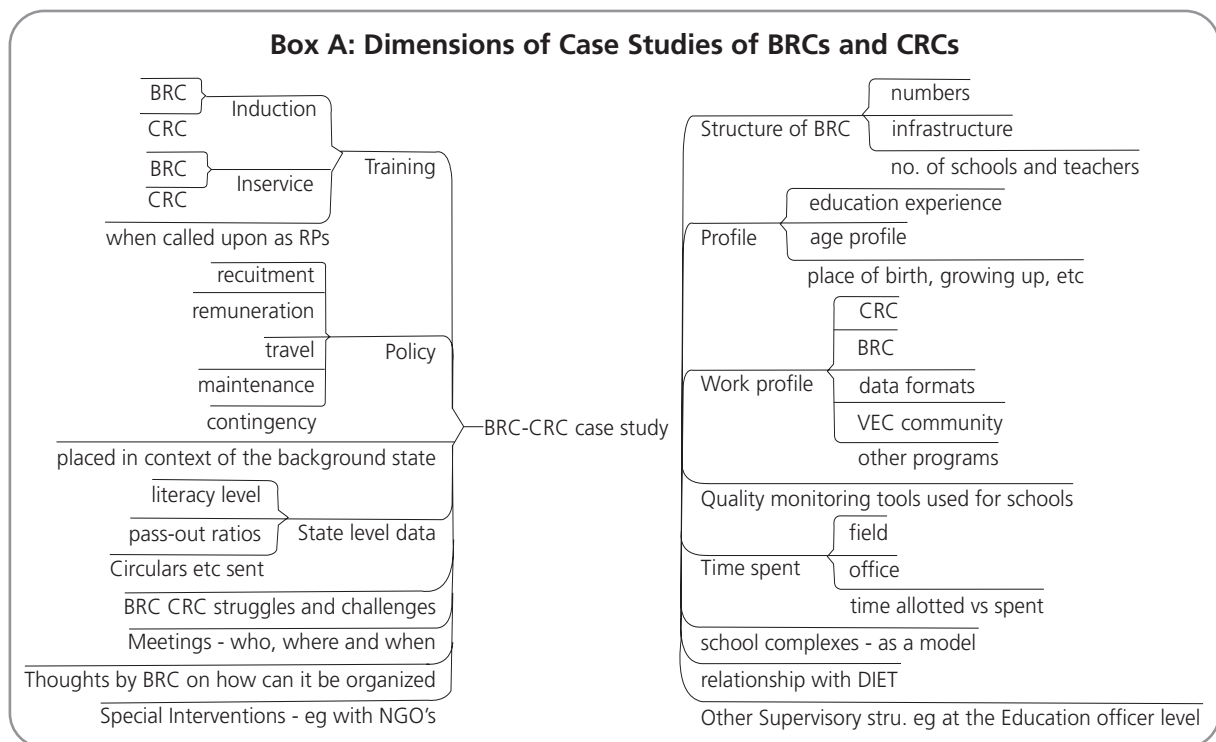 Box A: Dimensions of Case Studies of BRCs and CRCs
BRC
Induction
CRC
BRC
Inservice
CRC
Training
when called upon as RPs
recuitment
remuneration
travel
Policy
maintenance
contingency
placed in context of the background state
literacy level
pass-out ratios
State level data
Circulars etc sent
BRC CRC struggles and challenges
Meetings - who, where and when
Thoughts by BRC on how can it be organized
Special Interventions - eg with NGO's
BRC-CRC case study
numbers
Structure of BRC
infrastructure
no. of schools and teachers
education experience
Profile
age profile
place of birth, growing up, etc
CRC
BRC
Work profile
data formats
VEC community
other programs
Quality monitoring tools used for schools
field
Time spent
office
time allotted vs spent
school complexes - as a model
relationship with DIET
Other Supervisory stru. eg at the Education officer level